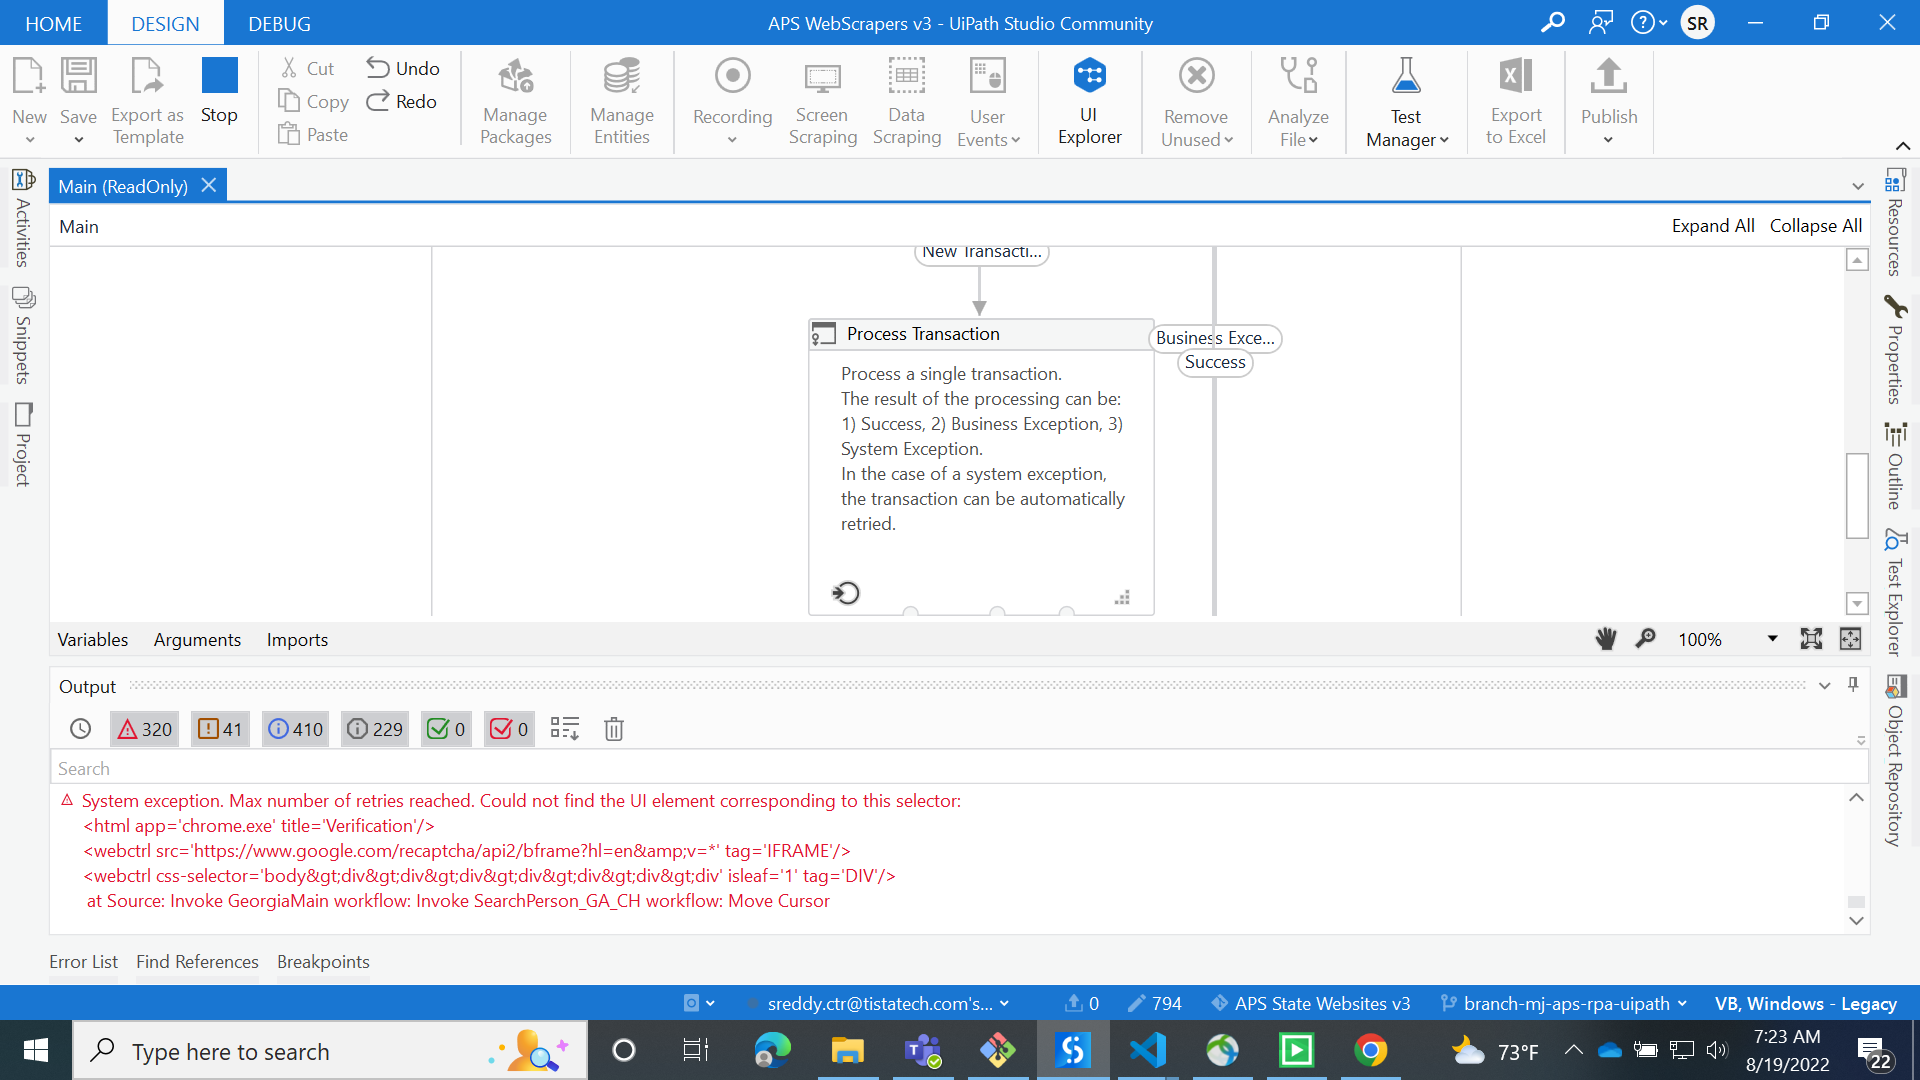 HOME
DESIGN
DEBUG
APS WebScrapers v3 - UiPath Studio Community
SR
New
Save
Export as
Template
Stop
Cut
Copy
Paste
Undo
Redo
Manage
Packages
Manage
Entities
Recording
Screen
Scraping
Data
Scraping
User
Events
UI
Explorer
Remove
Unused
Analyze
File
Test
Manager
Export
to Excel
Publish
Activities
Snippets
Project
Main (ReadOnly)
Main
Expand All
Collapse All
New Transacti...
Process Transaction
Business Exce...
Success
Process a single transaction.
The result of the processing can be:
1) Success, 2) Business Exception, 3)
System Exception.
In the case of a system exception,
the transaction can be automatically
retried.
Resources
Properties
Outline
Test Explorer
Object Repository
Variables
Arguments
Imports
100%
Output
320
41
410
229
0
0
Search
System exception. Max number of retries reached. Could not find the UI element corresponding to this selector:
<html app='chrome.exe' title='Verification'/>
<webctrl src='https://www.google.com/recaptcha/api2/bframe?hl=en&amp;v=*' tag='IFRAME'/>
<webctrl css-selector='body&gt;div&gt;div&gt;div&gt;div&gt;div&gt;div&gt;div' isleaf='1' tag='DIV'/>
at Source: Invoke GeorgiaMain workflow: Invoke SearchPerson_GA_CH workflow: Move Cursor
Error List
Find References
Breakpoints
sreddy.ctr@tistatech.com's...
0
794
APS State Websites v3
branch-mj-aps-rpa-uipath
VB, Windows - Legacy
Type here to search
73°F
7:23 AM
8/19/2022
22